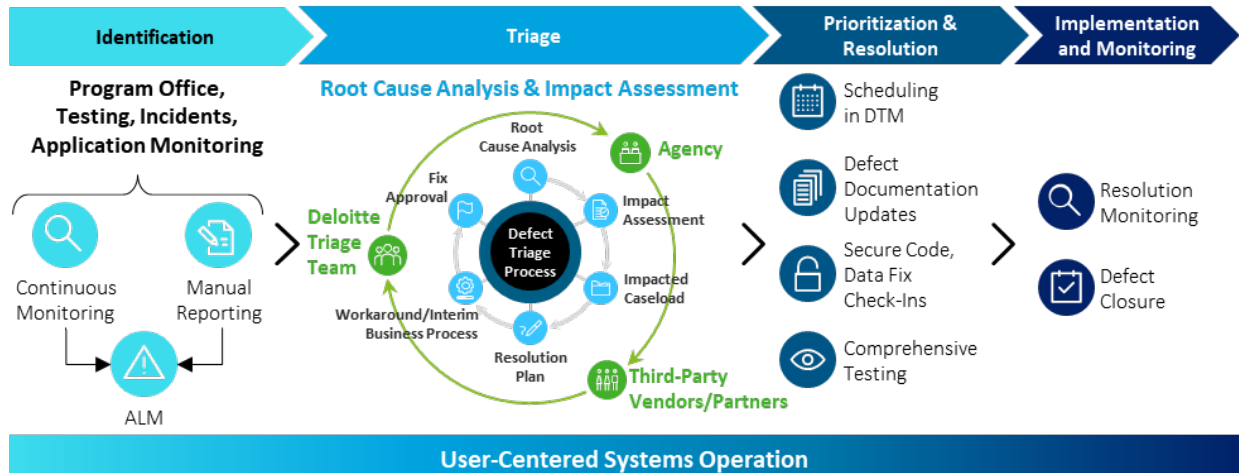 Identification
Triage
Prioritization &
Resolution
Implementation
and Monitoring
Program Office,
Testing, Incidents,
Application Monitoring
Continuous
Monitoring
Manual
Reporting
ALM
Root Cause Analysis & Impact Assessment
Deloitte
Triage
Team
Agency
Third-Party
Vendors/Partners
Defect
Triage
Process
Root
Cause Analysis
Impact
Assessment
Impacted
Caseload
Resolution
Plan
Workaround/Interim
Business Process
Fix
Approval
Scheduling
in DTM
Defect
Documentation
Updates
Secure Code,
Data Fix
Check-Ins
Comprehensive
Testing
Resolution
Monitoring
Defect
Closure
User-Centered Systems Operation